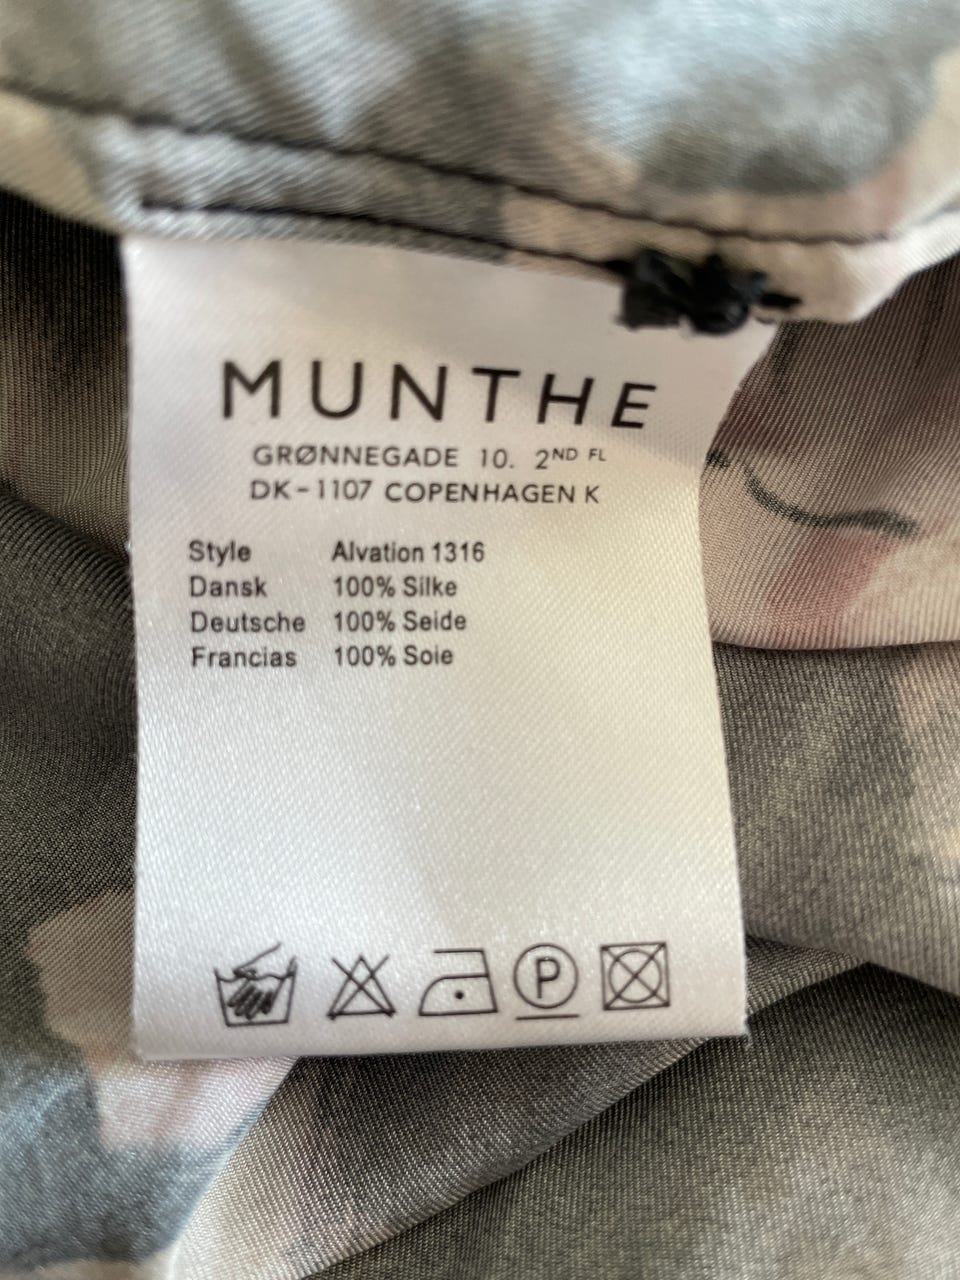 MUNTHE
GRØNNEGADE 10. 2ND FL
DK-1107 COPENHAGEN K
Style Alvation 1316
Dansk 100% Silke
Deutsche 100% Seide
Francias 100% Soie
P